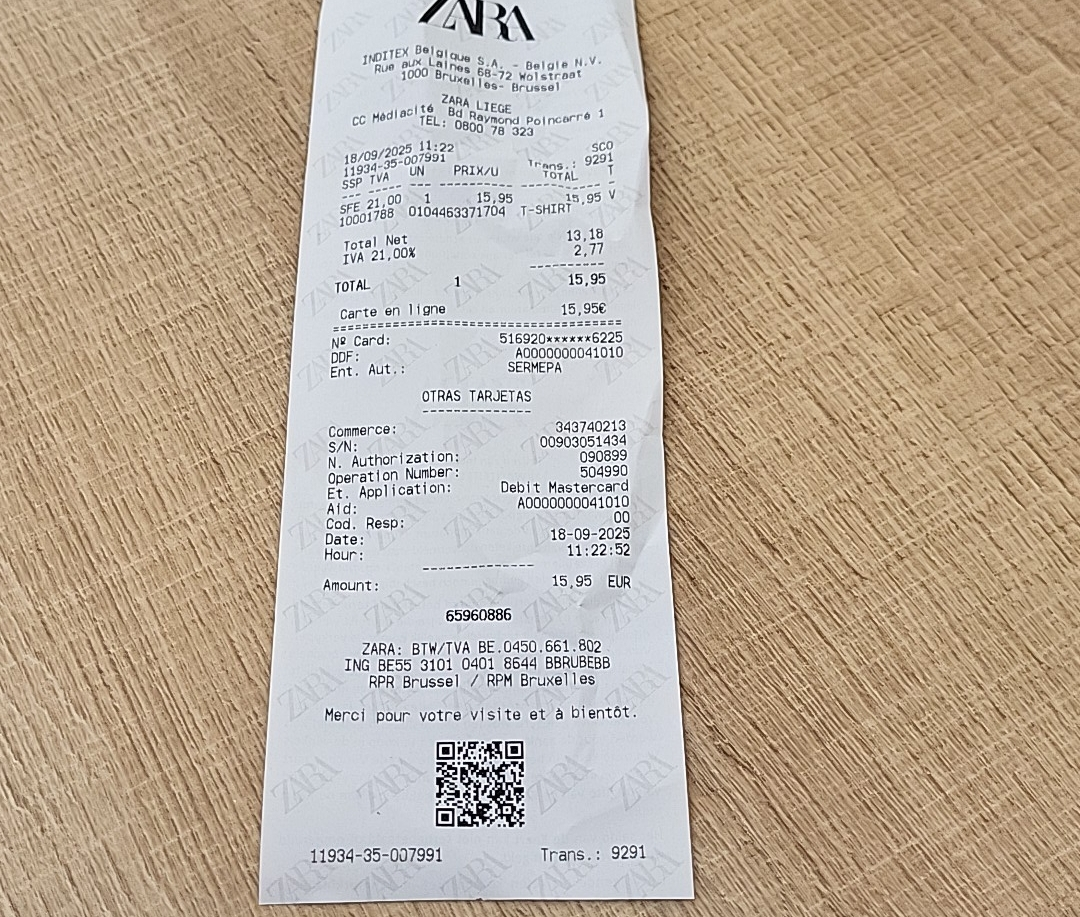 ZARA
INDITEX Belgique S.A. - Belgie N.V.
Rue aux Laines 68-72 Wolstraat
1000 Bruxelles- Brussel
ZARA LIEGE
CC Médiacité Bd Raymond Poincarré 1
TEL: 0800 78 323
18/09/2025 11:22 SCO
11934-35-007991 Trans.: 9291
SSP TVA UN PRIX/U TOTAL T
--- ------ --- ---------- ---------- -
SFE 21,00 1 15,95 15,95 V
10001788 0104463371704 T-SHIRT
Total Net 13,18
IVA 21,00% 2,77
----------
TOTAL 1 15,95
Carte en ligne 15,95€
========================================
Nº Card: 516920******6225
DDF: A0000000041010
Ent. Aut.: SERMEPA
OTRAS TARJETAS
--------------
Commerce: 343740213
S/N: 00903051434
N. Authorization: 090899
Operation Number: 504990
Et. Application: Debit Mastercard
Aid: A0000000041010
Cod. Resp: 00
Date: 18-09-2025
Hour: 11:22:52
--------------
Amount: 15,95 EUR
65960886
ZARA: BTW/TVA BE.0450.661.802
ING BE55 3101 0401 8644 BBRUBEBB
RPR Brussel / RPM Bruxelles
Merci pour votre visite et à bientôt.
11934-35-007991 Trans.: 9291